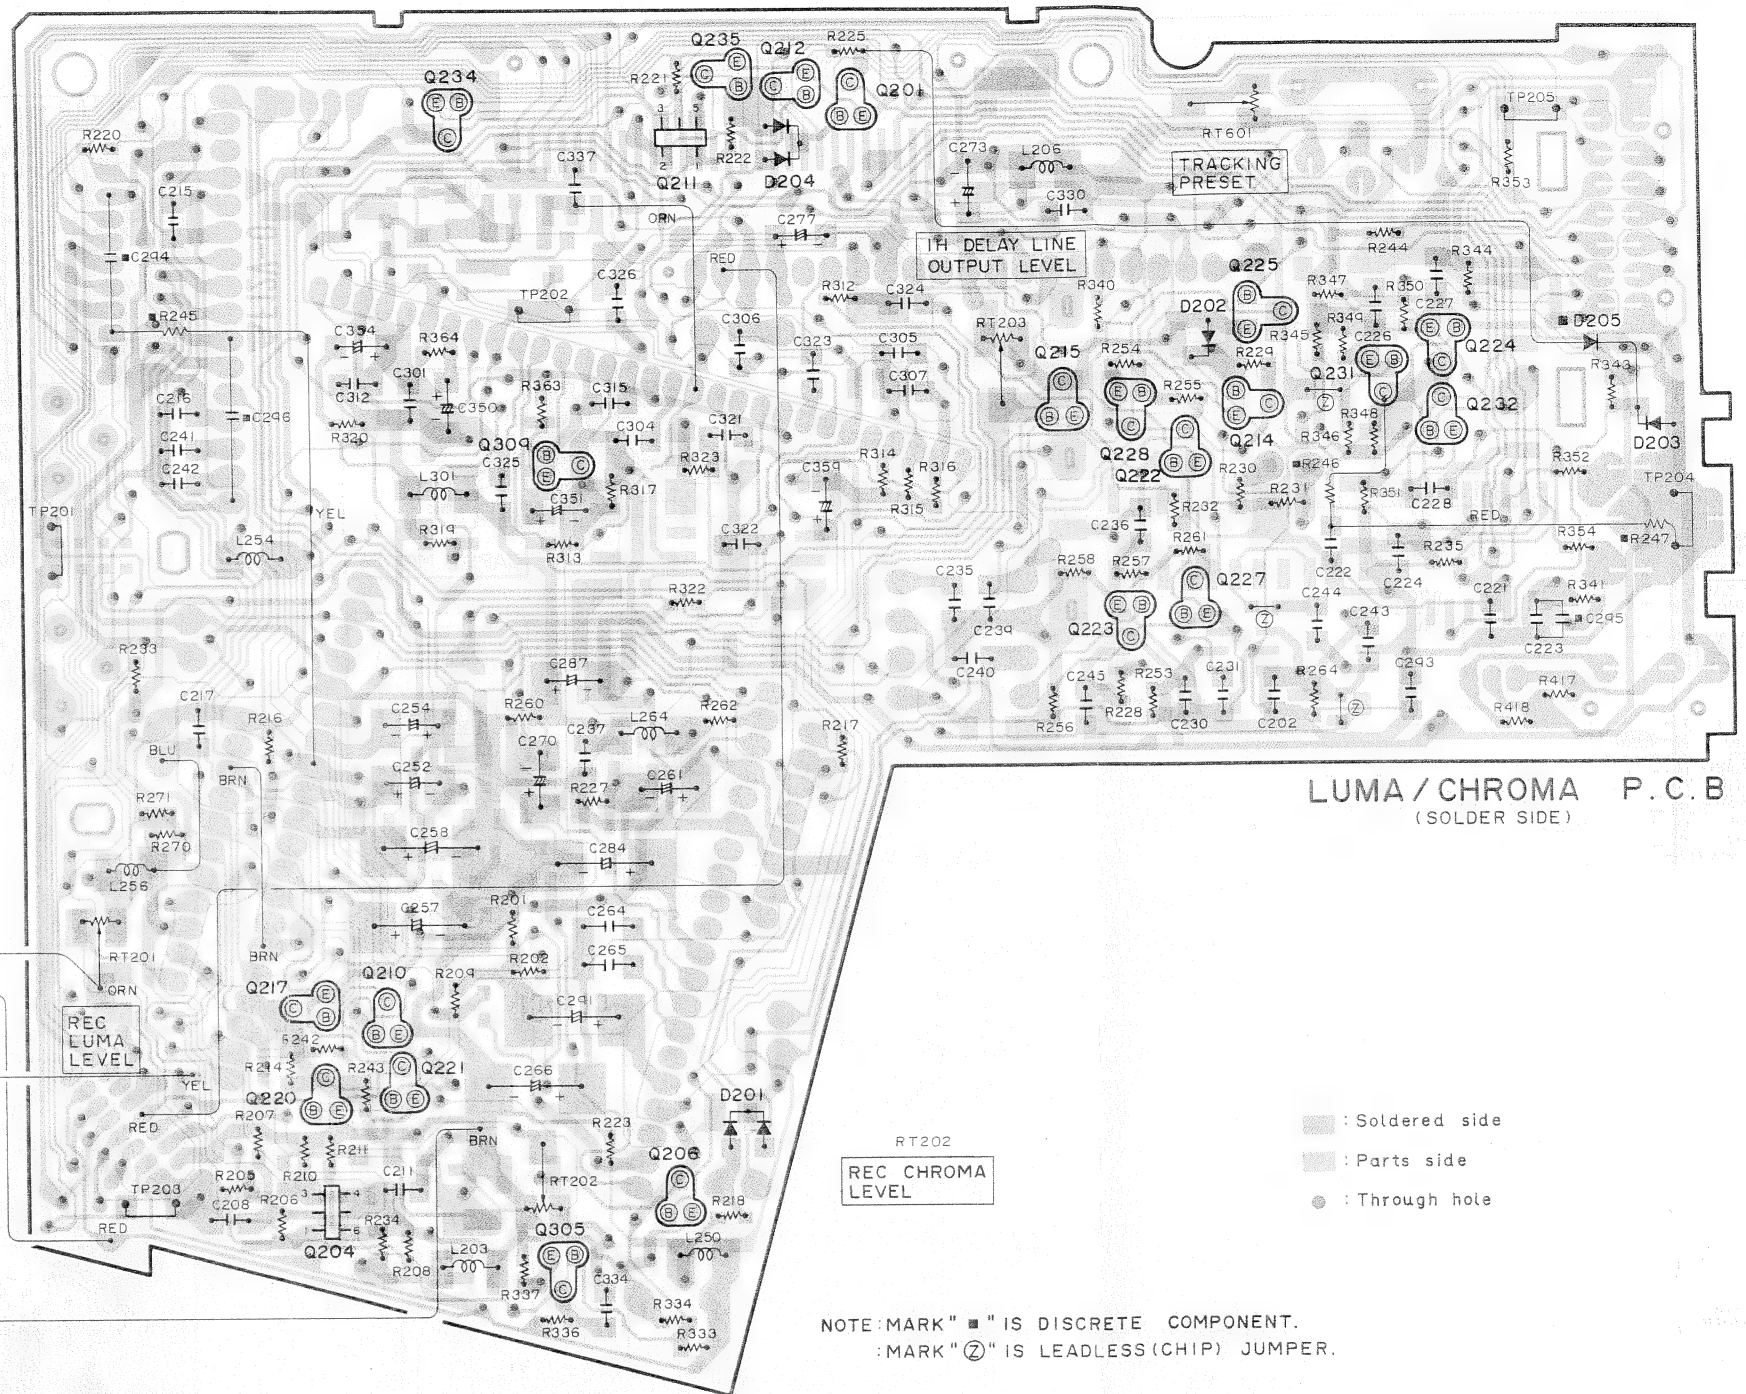 Q235
Q212
R225
Q234
R221
C
E
B
C
E
B
C
Q201
E
B
C
B
E
3
5
2
1
R222
Q211
D204
R220
C337
ORN
C273
L206
C330
+
−
RT601
TRACKING
PRESET
TP205
R353
C215
C277
+
−
■C294
1H DELAY LINE
OUTPUT LEVEL
RED
R244
R344
C326
TP202
R312
C324
R340
Q225
R347
R350
C227
■R245
C354
−
+
R364
C306
C323
C305
RT203
D202
B
C
E
R345
R349
C226
E
B
C
Q224
■D205
Q215
R254
R229
Q231
E
B
C
R343
C301
C312
R363
C315
C307
C
B
E
E
B
C
R255
B
C
E
Z
C216
■C296
+
−
C350
C321
C304
R320
Q309
R348
R346
C
B
E
Q232
C241
C242
B
C
E
C325
R323
C359
−
+
R314
R316
R315
Q228
Q222
C
B
E
Q214
D203
L301
C351
+
−
R317
R230
■R246
R231
R351
C228
R352
TP204
TP201
YEL
R319
R313
C322
C236
R232
RED
L254
R261
R354
■R247
C222
C224
R235
R322
C235
C239
R258
R257
Q227
C
B
E
E
B
C
Q223
Z
C244
C243
C221
R341
■C295
C223
R233
C240
C287
+
−
C217
R216
C254
+
−
R260
C237
L264
R262
R217
C245
R253
C231
R264
C293
R417
R256
R228
C230
C202
Z
R418
BLU
BRN
C270
−
+
C252
+
−
R227
C261
−
+
LUMA/CHROMA P.C.B
(SOLDER SIDE)
R271
R270
C258
+
−
C284
−
+
L256
C257
+
−
R201
C264
RT201
BRN
R202
C265
ORN
Q217
Q210
R209
C291
−
+
C
E
B
C
B
E
REC
LUMA
LEVEL
R242
R214
R243
Q221
C
B
E
C266
−
+
YEL
Q220
C
B
E
D201
RED
R207
BRN
R223
R211
R210
RT202
REC CHROMA
LEVEL
: Soldered side
: Parts side
: Through hole
R205
C211
Q206
RT202
C
B
E
R218
TP203
R206
C208
3
4
1
6
R234
Q305
RED
Q204
R208
L203
E
B
C
L250
R337
C334
R334
R336
R333
NOTE:MARK" ■ "IS DISCRETE COMPONENT.
:MARK"Ⓩ"IS LEADLESS(CHIP) JUMPER.